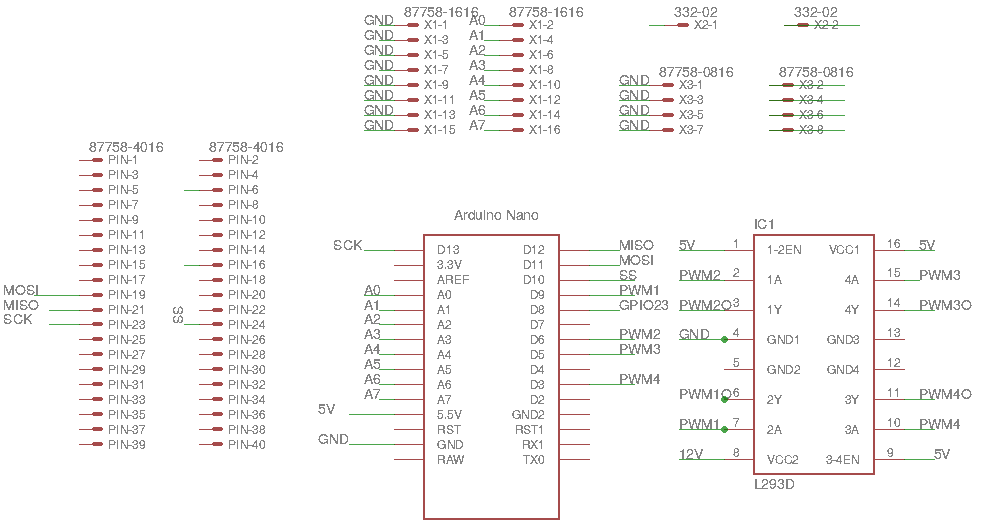 87758-1616 87758-1616 332-02 332-02
GND X1-1 A0 X1-2 X2-1 X2-2
GND X1-3 A1 X1-4
GND X1-5 A2 X1-6
GND X1-7 A3 X1-8 87758-0816 87758-0816
GND X1-9 A4 X1-10 GND X3-1 X3-2
GND X1-11 A5 X1-12 GND X3-3 X3-4
GND X1-13 A6 X1-14 GND X3-5 X3-6
GND X1-15 A7 X1-16 GND X3-7 X3-8
87758-4016 87758-4016
PIN-1 PIN-2
PIN-3 PIN-4
PIN-5 PIN-6
PIN-7 PIN-8
PIN-9 PIN-10
PIN-11 PIN-12
PIN-13 PIN-14
PIN-15 PIN-16
PIN-17 PIN-18
MOSI PIN-19 PIN-20
MISO PIN-21 PIN-22
SCK PIN-23 SS PIN-24
PIN-25 PIN-26
PIN-27 PIN-28
PIN-29 PIN-30
PIN-31 PIN-32
PIN-33 PIN-34
PIN-35 PIN-36
PIN-37 PIN-38
PIN-39 PIN-40
Arduino Nano
SCK D13 D12 MISO
3.3V D11 MOSI
AREF D10 SS
A0 A0 D9 PWM1
A1 A1 D8 GPIO23
A2 A2 D7
A3 A3 D6 PWM2
A4 A4 D5 PWM3
A5 A5 D4
A6 A6 D3 PWM4
A7 A7 D2
5V 5.5V GND2
RST RST1
GND GND RX1
RAW TX0
IC1
5V 1 1-2EN VCC1 16 5V
PWM2 2 1A 4A 15 PWM3
PWM2O 3 1Y 4Y 14 PWM3O
GND 4 GND1 GND3 13
5 GND2 GND4 12
PWM1O 6 2Y 3Y 11 PWM4O
PWM1 7 2A 3A 10 PWM4
12V 8 VCC2 3-4EN 9 5V
L293D